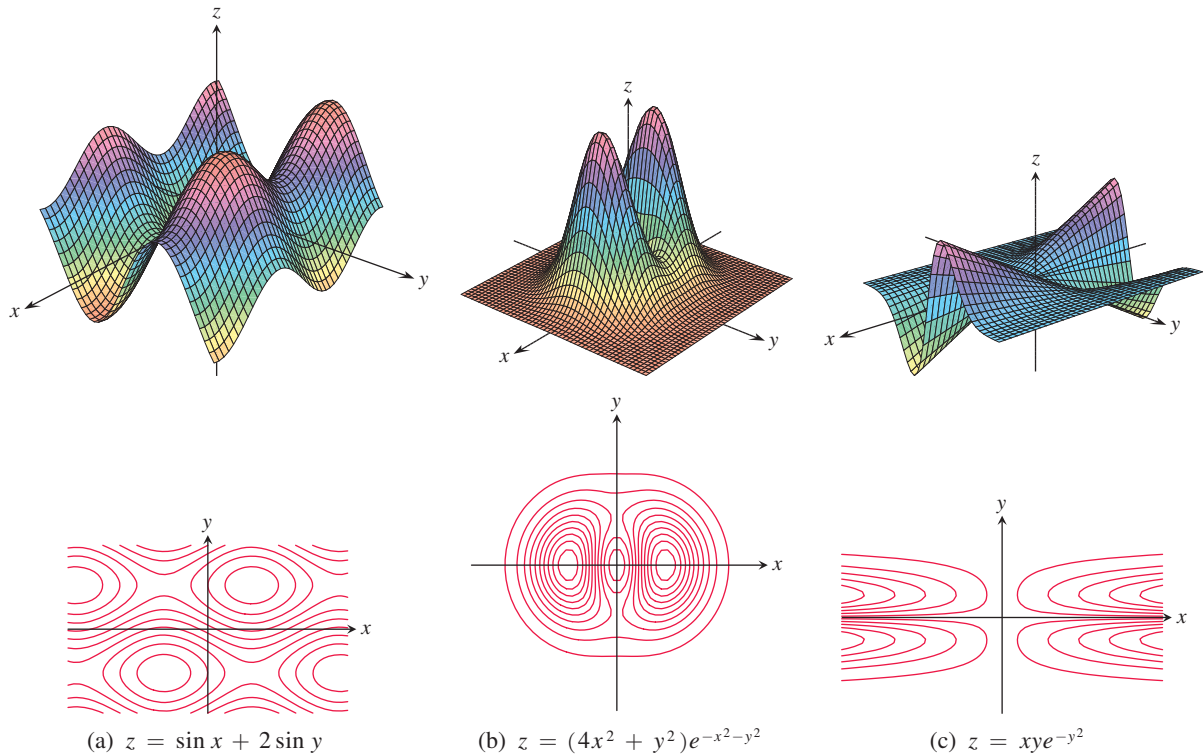 z
z
z
x
y
x
y
x
y
y
x
y
x
y
x
(a) z = sin x + 2 sin y
(b) z = (4x² + y²)e^{−x²−y²}
(c) z = xye^{−y²}